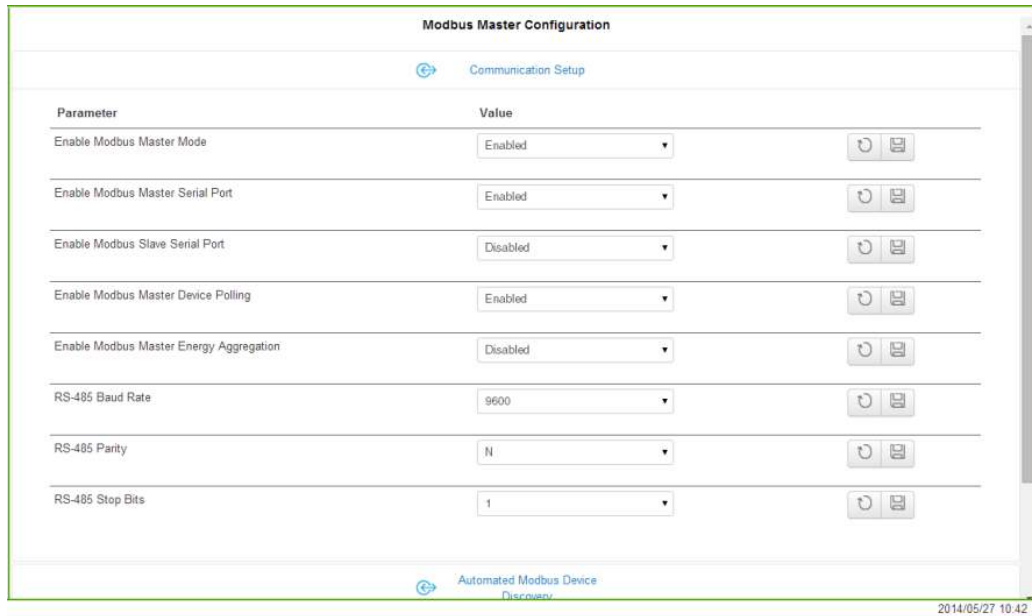 Modbus Master Configuration
Communication Setup
Parameter Value
Enable Modbus Master Mode Enabled
Enable Modbus Master Serial Port Enabled
Enable Modbus Slave Serial Port Disabled
Enable Modbus Master Device Polling Enabled
Enable Modbus Master Energy Aggregation Disabled
RS-485 Baud Rate 9600
RS-485 Parity N
RS-485 Stop Bits 1
Automated Modbus Device
Discovery
2014/05/27 10:42